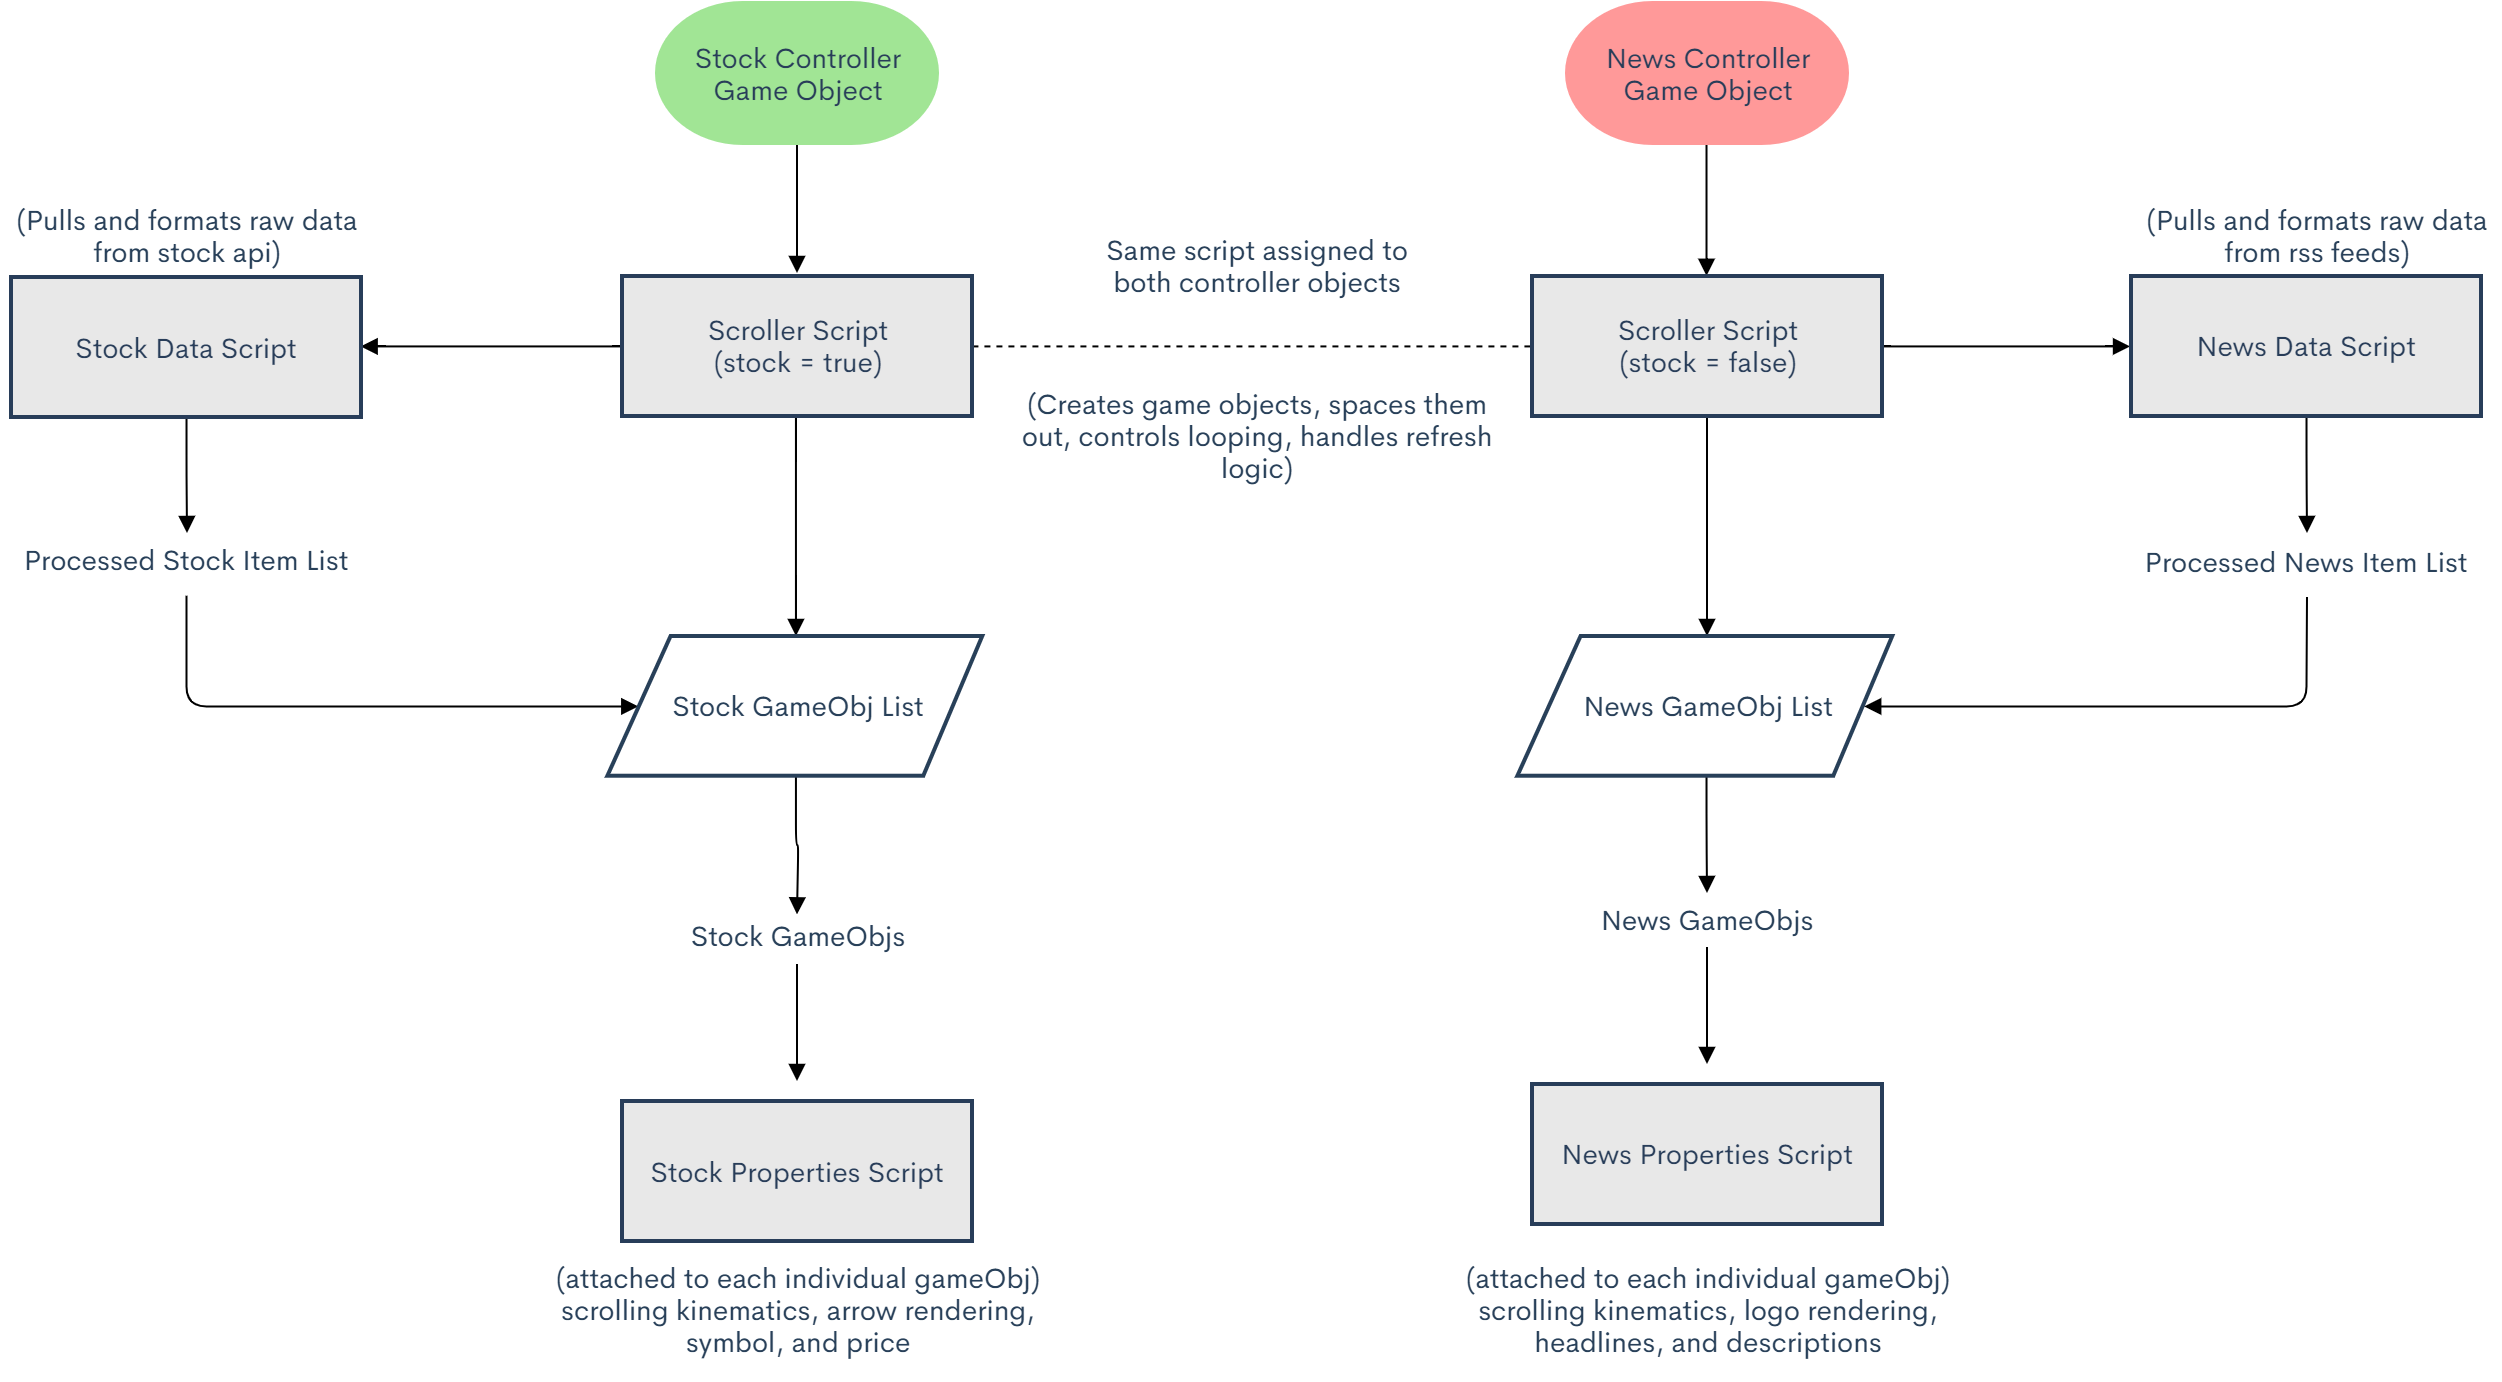 Stock Controller
Game Object
News Controller
Game Object
(Pulls and formats raw data
from stock api)
Same script assigned to
both controller objects
(Pulls and formats raw data
from rss feeds)
Stock Data Script
Scroller Script
(stock = true)
Scroller Script
(stock = false)
News Data Script
(Creates game objects, spaces them
out, controls looping, handles refresh
logic)
Processed Stock Item List
Processed News Item List
Stock GameObj List
News GameObj List
Stock GameObjs
News GameObjs
Stock Properties Script
News Properties Script
(attached to each individual gameObj)
scrolling kinematics, arrow rendering,
symbol, and price
(attached to each individual gameObj)
scrolling kinematics, logo rendering,
headlines, and descriptions